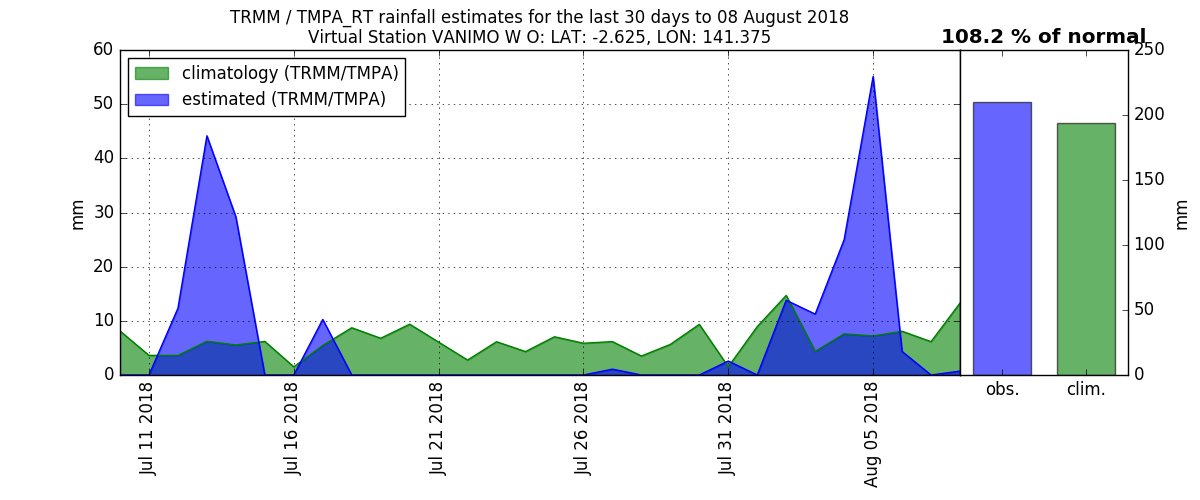 TRMM / TMPA_RT rainfall estimates for the last 30 days to 08 August 2018
Virtual Station VANIMO W O: LAT: -2.625, LON: 141.375
108.2 % of normal
climatology (TRMM/TMPA)
estimated (TRMM/TMPA)
60
50
40
30
20
10
0
mm
Jul 11 2018
Jul 16 2018
Jul 21 2018
Jul 26 2018
Jul 31 2018
Aug 05 2018
obs.
clim.
250
200
150
100
50
0
mm